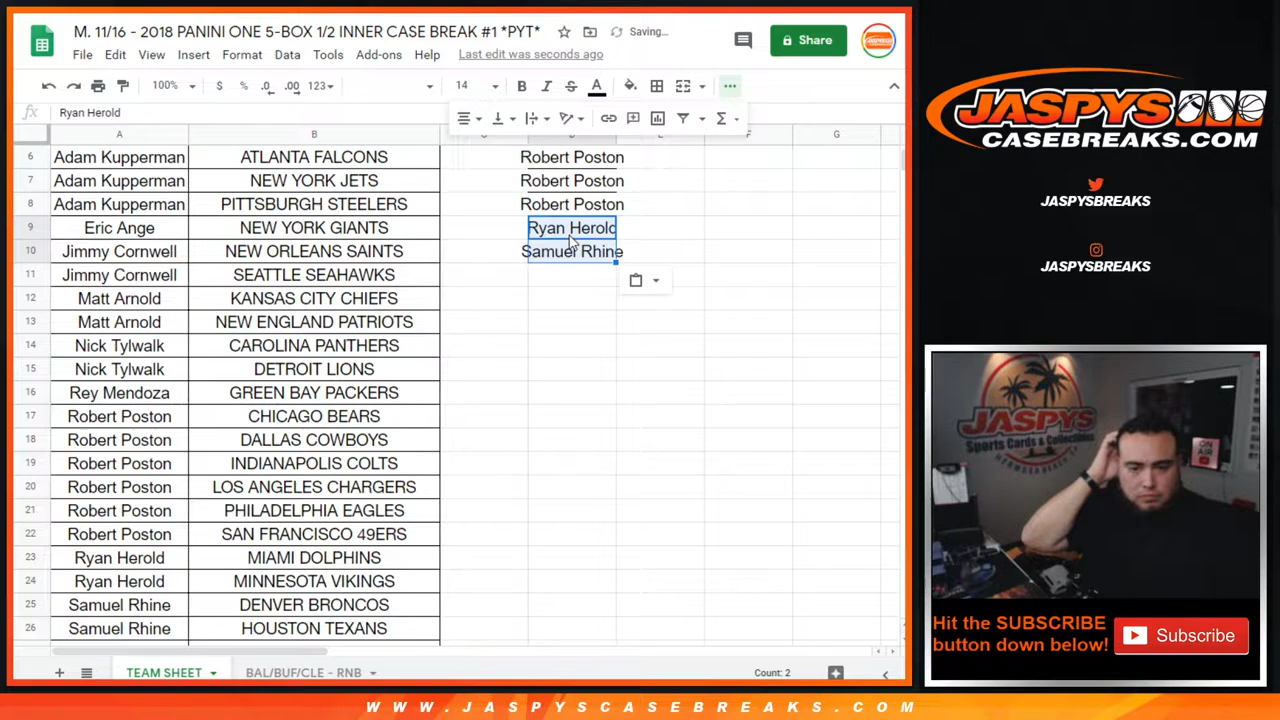 M. 11/16 - 2018 PANINI ONE 5-BOX 1/2 INNER CASE BREAK #1 *PYT*
Saving...
File Edit View Insert Format Data Tools Add-ons Help Last edit was seconds ago
Share
100% $ % .0 .00 123 14 B I S A
fx Ryan Herold
A B D E F G
6 Adam Kupperman ATLANTA FALCONS Robert Poston
7 Adam Kupperman NEW YORK JETS Robert Poston
8 Adam Kupperman PITTSBURGH STEELERS Robert Poston
9 Eric Ange NEW YORK GIANTS Ryan Herold
10 Jimmy Cornwell NEW ORLEANS SAINTS Samuel Rhine
11 Jimmy Cornwell SEATTLE SEAHAWKS
12 Matt Arnold KANSAS CITY CHIEFS
13 Matt Arnold NEW ENGLAND PATRIOTS
14 Nick Tylwalk CAROLINA PANTHERS
15 Nick Tylwalk DETROIT LIONS
16 Rey Mendoza GREEN BAY PACKERS
17 Robert Poston CHICAGO BEARS
18 Robert Poston DALLAS COWBOYS
19 Robert Poston INDIANAPOLIS COLTS
20 Robert Poston LOS ANGELES CHARGERS
21 Robert Poston PHILADELPHIA EAGLES
22 Robert Poston SAN FRANCISCO 49ERS
23 Ryan Herold MIAMI DOLPHINS
24 Ryan Herold MINNESOTA VIKINGS
25 Samuel Rhine DENVER BRONCOS
26 Samuel Rhine HOUSTON TEXANS
TEAM SHEET BAL/BUF/CLE - RNB Count: 2
JASPYS
CASEBREAKS.COM
JASPYSBREAKS
JASPYSBREAKS
JASPYS
Sports Cards & Collectibles
HERMOSA BEACH
ON AIR
Hit the SUBSCRIBE
button down below!
Subscribe
WWW.JASPYSCASEBREAKS.COM